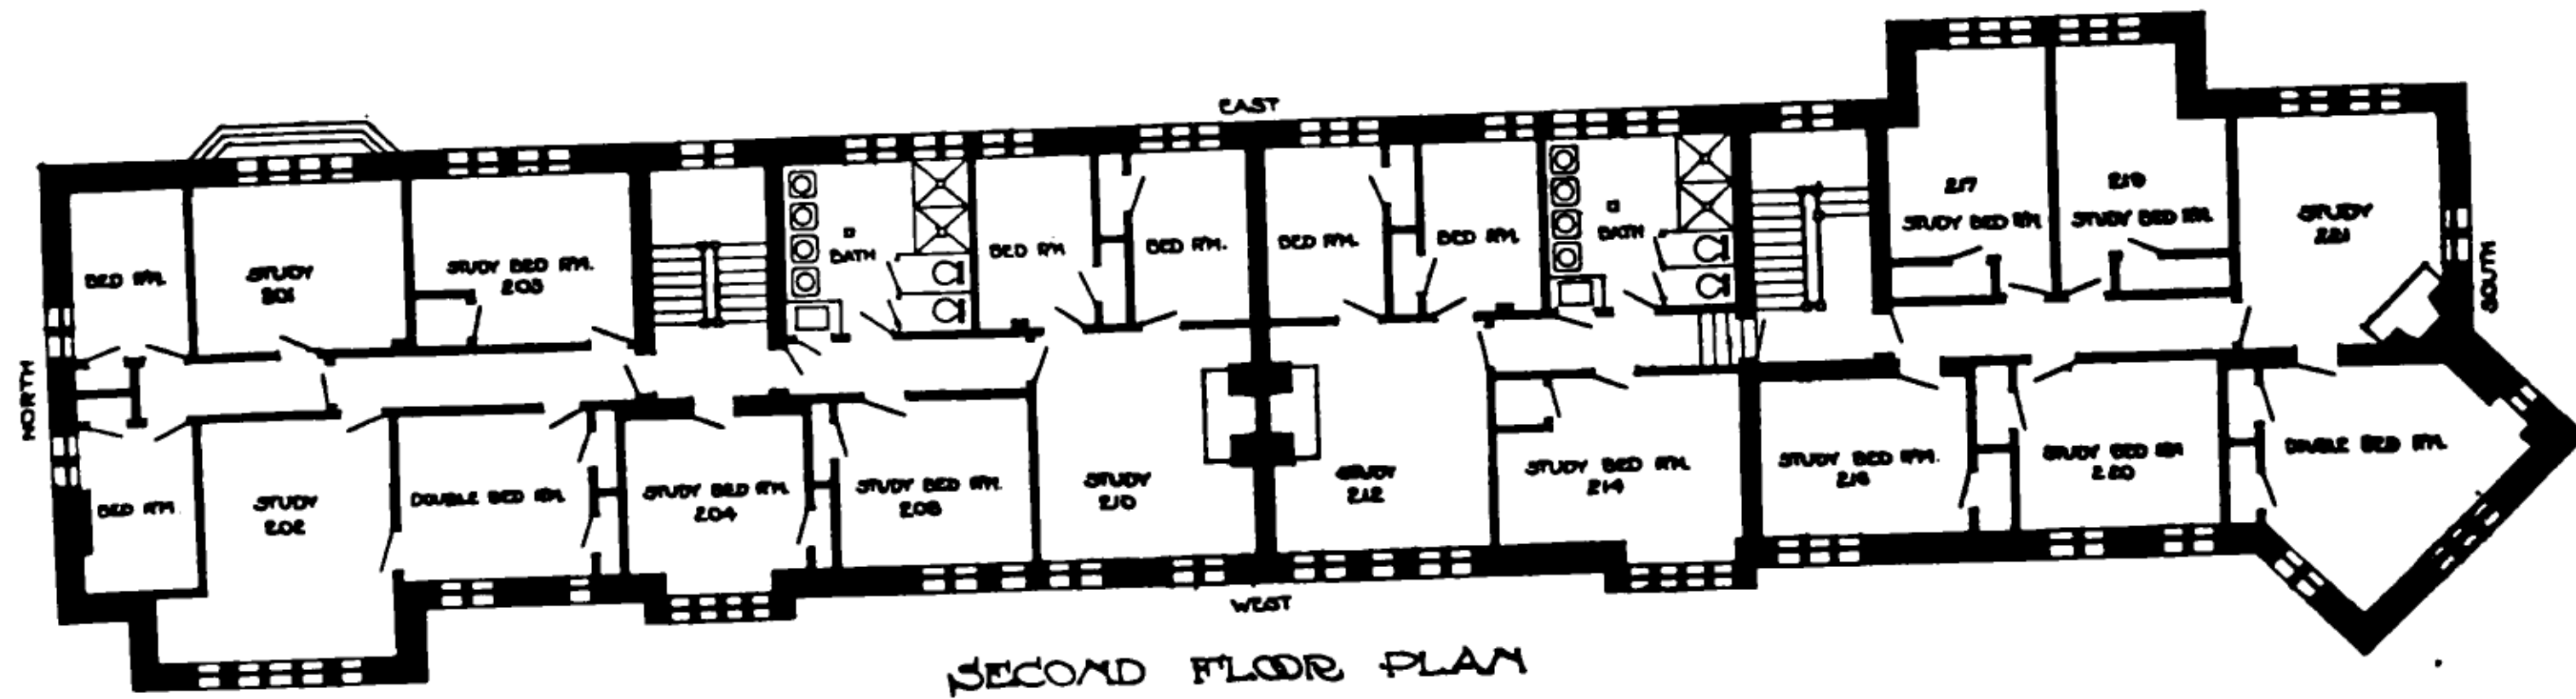 EAST
BED RM.
STUDY
201
STUDY BED RM.
203
BATH
BED RM
BED RM.
BED RM.
BED RM.
BATH
217
STUDY BED RM
219
STUDY BED RM.
STUDY
221
NORTH
SOUTH
BED RM.
STUDY
202
DOUBLE BED RM.
STUDY BED RM.
204
STUDY BED RM.
208
STUDY
210
STUDY
212
STUDY BED RM.
214
STUDY BED RM.
216
STUDY BED RM
220
DOUBLE BED RM.
WEST
SECOND FLOOR PLAN